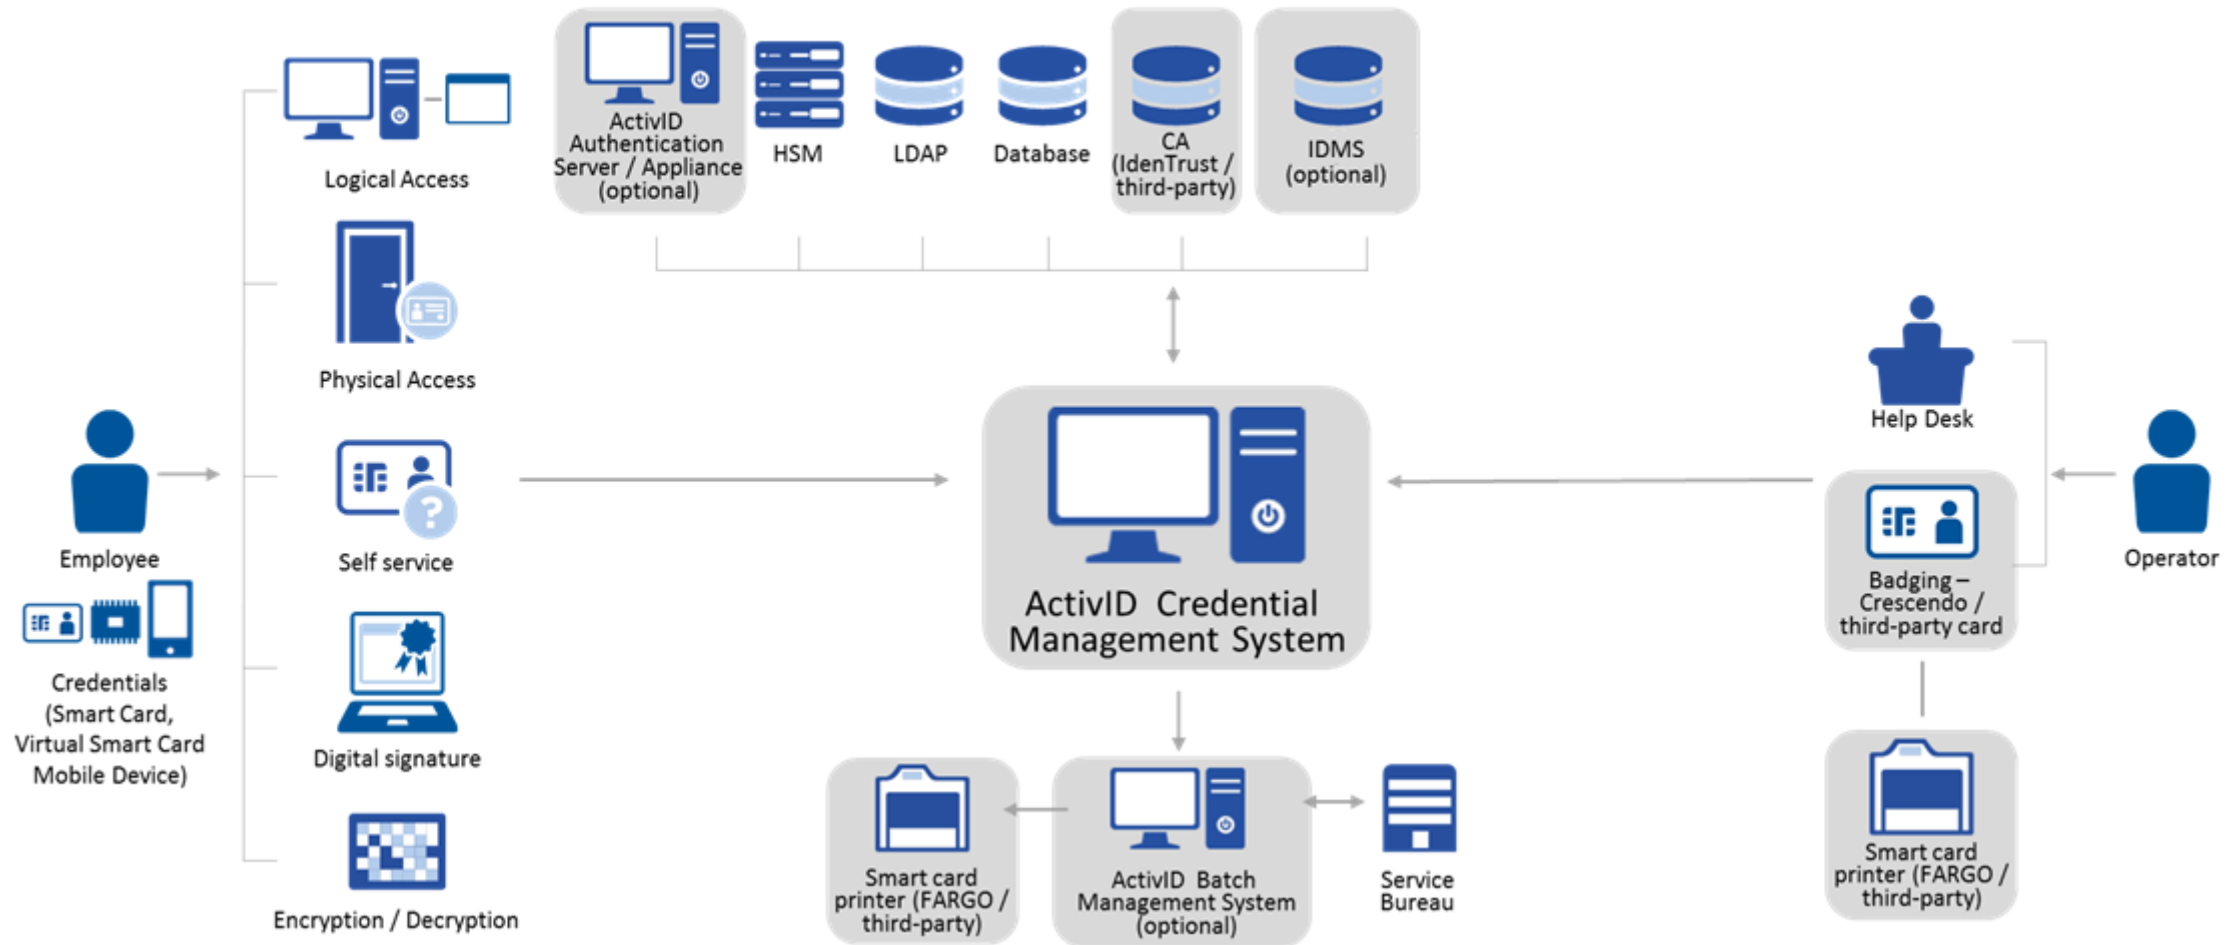 Logical Access
Physical Access
Self service
Digital signature
Encryption / Decryption
Employee
Credentials
(Smart Card,
Virtual Smart Card
Mobile Device)
ActivID
Authentication
Server / Appliance
(optional)
HSM
LDAP
Database
CA
(IdenTrust /
third-party)
IDMS
(optional)
ActivID Credential
Management System
Smart card
printer (FARGO /
third-party)
ActivID Batch
Management System
(optional)
Service
Bureau
Help Desk
Badging –
Crescendo /
third-party card
Smart card
printer (FARGO /
third-party)
Operator
?